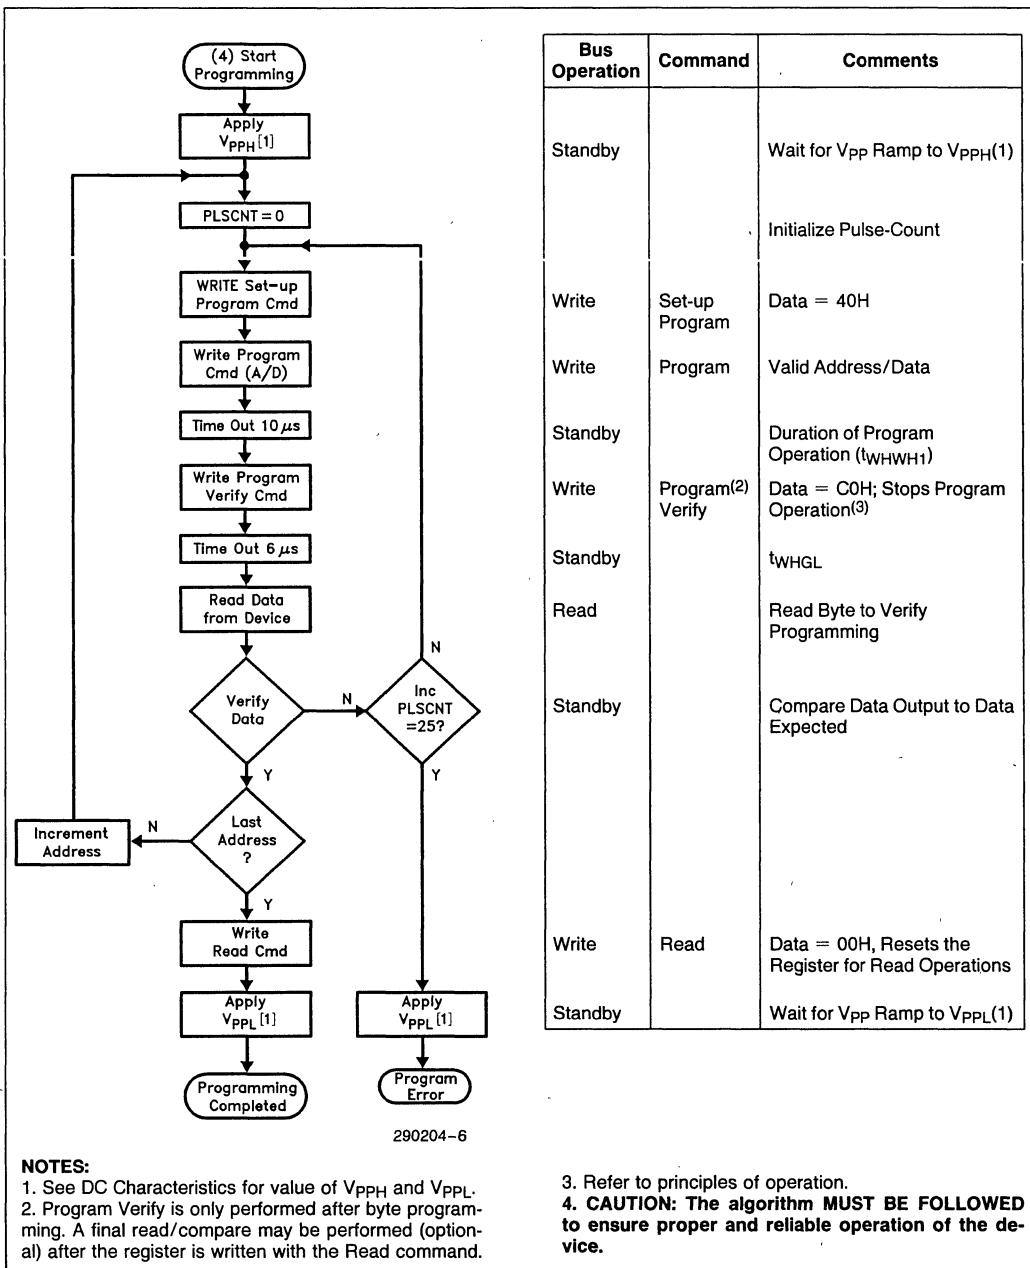 (4) Start
Programming
Apply
VPPH[1]
PLSCNT = 0
WRITE Set-up
Program Cmd
Write Program
Cmd (A/D)
Time Out 10 µs
Write Program
Verify Cmd
Time Out 6 µs
Read Data
from Device
Verify
Data
N
Inc
PLSCNT
=25?
N
Y
Y
Last
Address
?
N
Increment
Address
Y
Write
Read Cmd
Apply
VPPL[1]
Apply
VPPL[1]
Programming
Completed
Program
Error
290204-6
Bus
Operation
Command
Comments
Standby
Wait for VPP Ramp to VPPH(1)
Initialize Pulse-Count
Write
Set-up
Program
Data = 40H
Write
Program
Valid Address/Data
Standby
Duration of Program
Operation (tWHWH1)
Write
Program(2)
Verify
Data = C0H; Stops Program
Operation(3)
Standby
tWHGL
Read
Read Byte to Verify
Programming
Standby
Compare Data Output to Data
Expected
Write
Read
Data = 00H, Resets the
Register for Read Operations
Standby
Wait for VPP Ramp to VPPL(1)
NOTES:
1. See DC Characteristics for value of VPPH and VPPL.
2. Program Verify is only performed after byte program-
ming. A final read/compare may be performed (option-
al) after the register is written with the Read command.
3. Refer to principles of operation.
4. CAUTION: The algorithm MUST BE FOLLOWED
to ensure proper and reliable operation of the de-
vice.